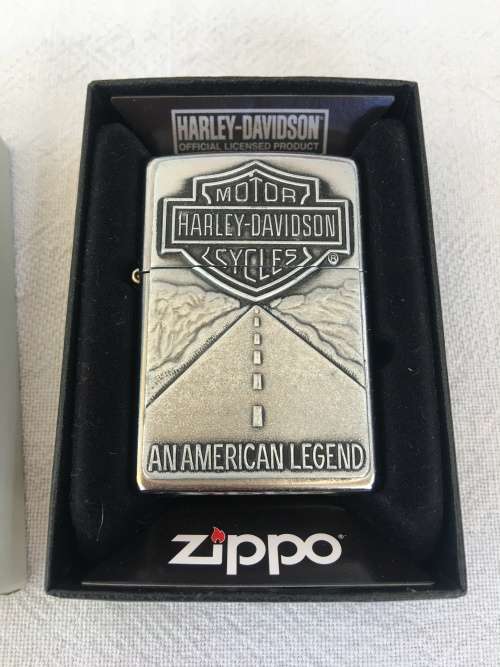 HARLEY-DAVIDSON
OFFICIAL LICENSED PRODUCT
MOTOR
HARLEY-DAVIDSON
CYCLES
®
AN AMERICAN LEGEND
zippo